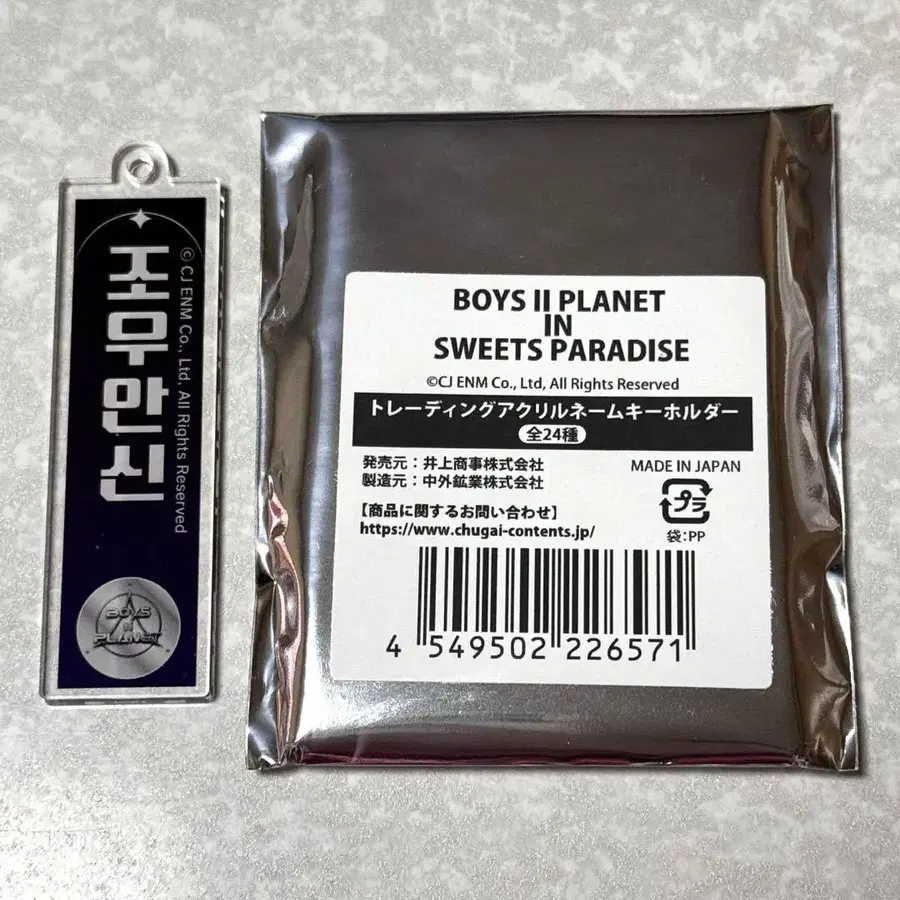 조우안신
© CJ ENM Co., Ltd, All Rights Reserved
BOYS
II
PLANET
BOYS II PLANET
IN
SWEETS PARADISE
©CJ ENM Co., Ltd, All Rights Reserved
トレーディングアクリルネームキーホルダー
全24種
発売元：井上商事株式会社
製造元：中外鉱業株式会社
MADE IN JAPAN
【商品に関するお問い合わせ】
https://www.chugai-contents.jp/
プラ
袋:PP
4 549502 226571